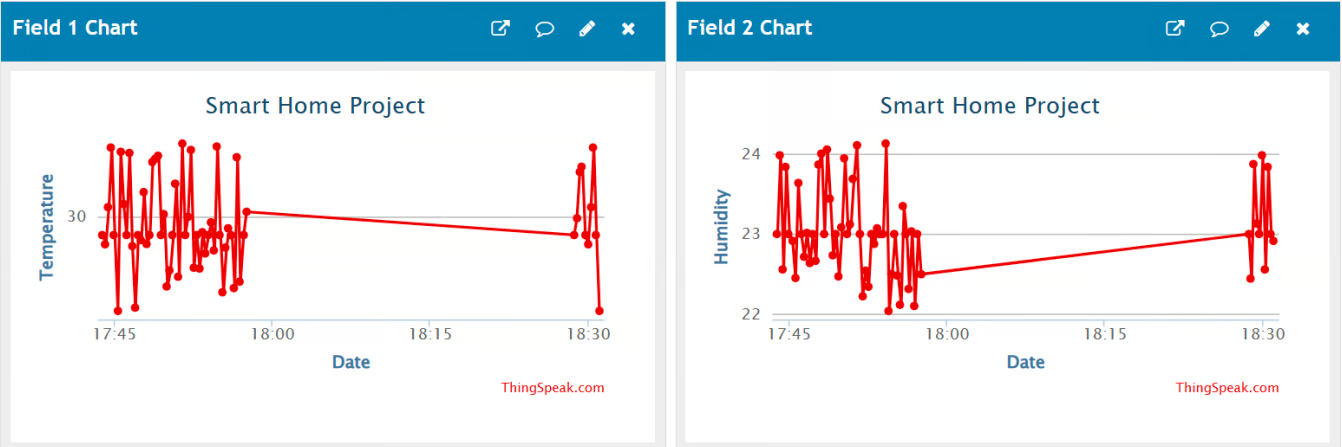 Field 1 Chart
Smart Home Project
Temperature
30
17:45 18:00 18:15 18:30
Date
ThingSpeak.com
Field 2 Chart
Smart Home Project
Humidity
24
23
22
17:45 18:00 18:15 18:30
Date
ThingSpeak.com